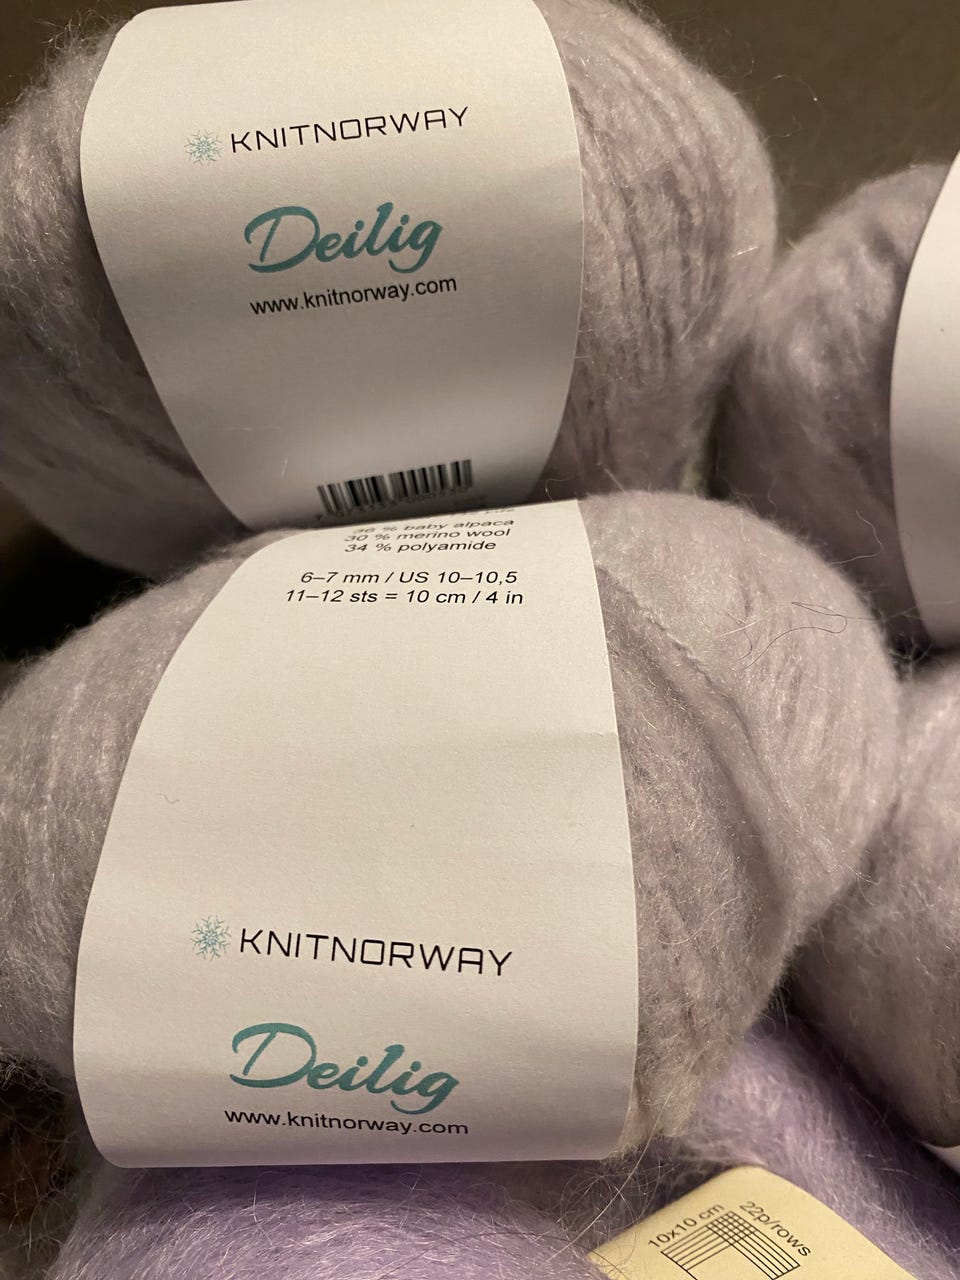 KNITNORWAY
Deilig
www.knitnorway.com
36 % baby alpaca
30 % merino wool
34 % polyamide
6–7 mm / US 10–10,5
11–12 sts = 10 cm / 4 in
KNITNORWAY
Deilig
www.knitnorway.com
10x10 cm
22p/rows